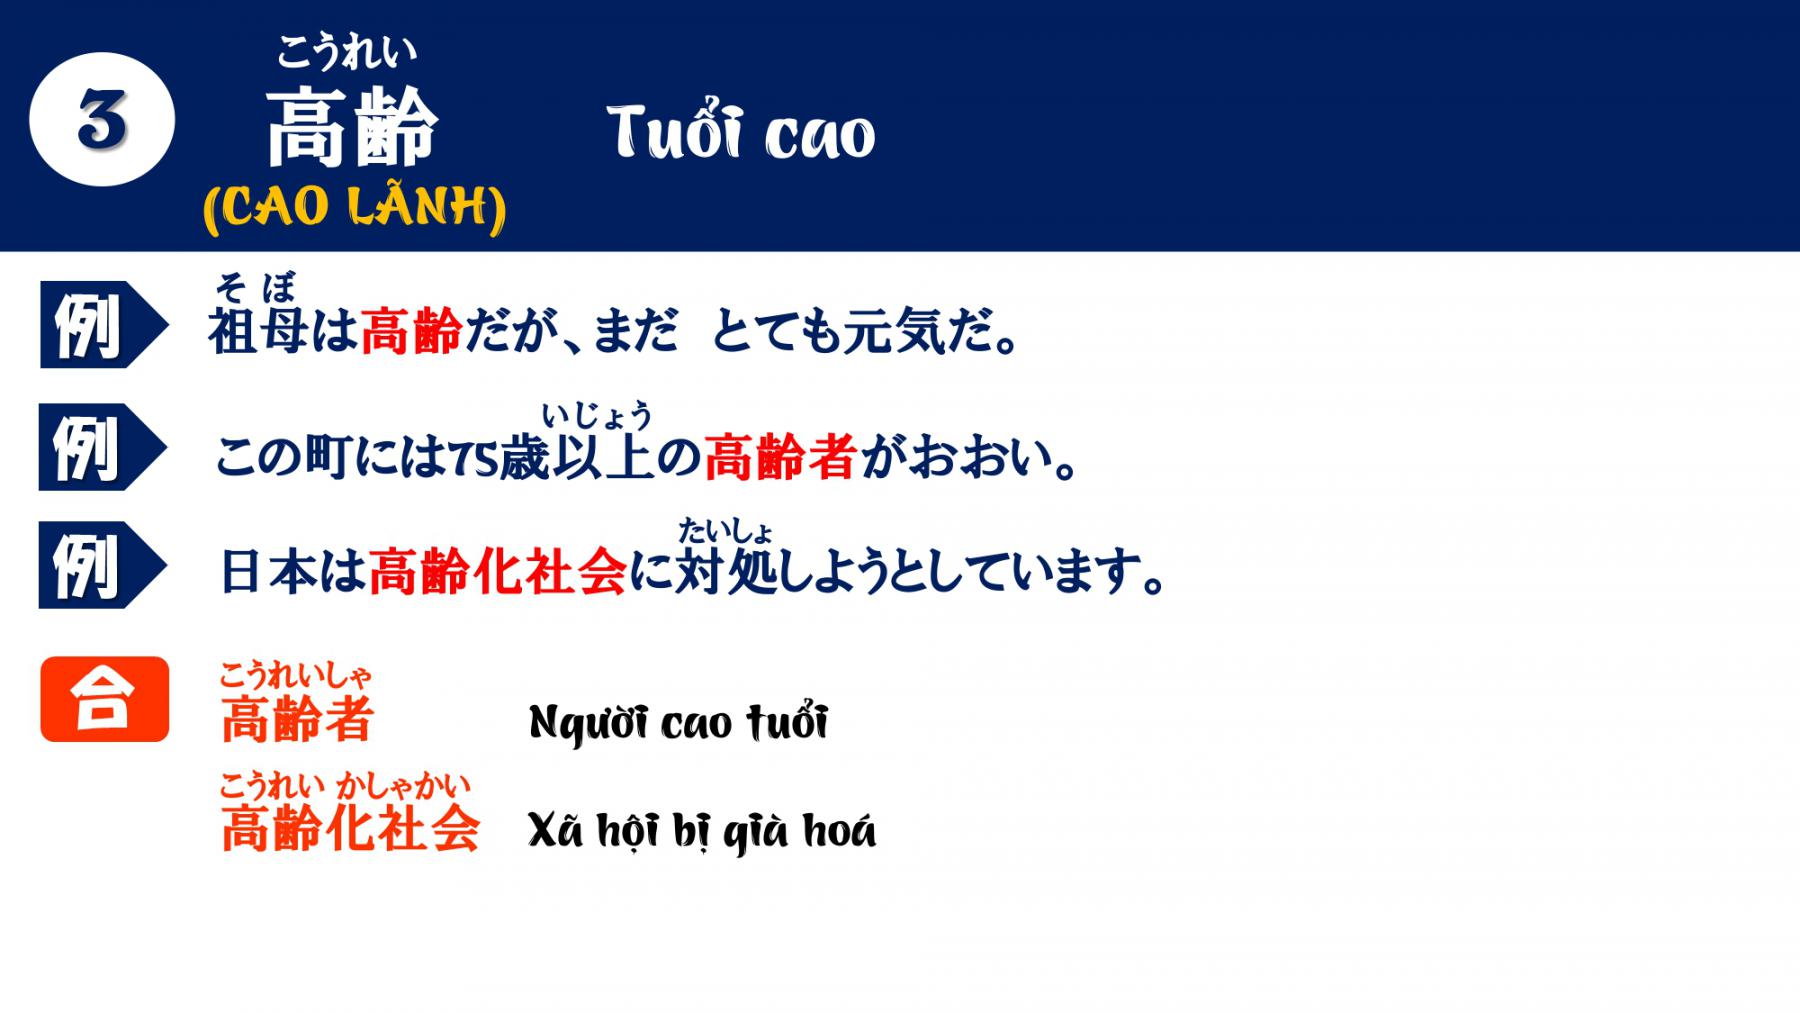 3
こうれい
高齢
Tuổi cao
(CAO LÃNH)
そ ぼ
例 祖母は高齢だが、まだ とても元気だ。
いじょう
例 この町には75歳以上の高齢者がおおい。
たいしょ
例 日本は高齢化社会に対処しようとしています。
こうれいしゃ
合 高齢者 Người cao tuổi
こうれい かしゃかい
高齢化社会 Xã hội bị già hoá